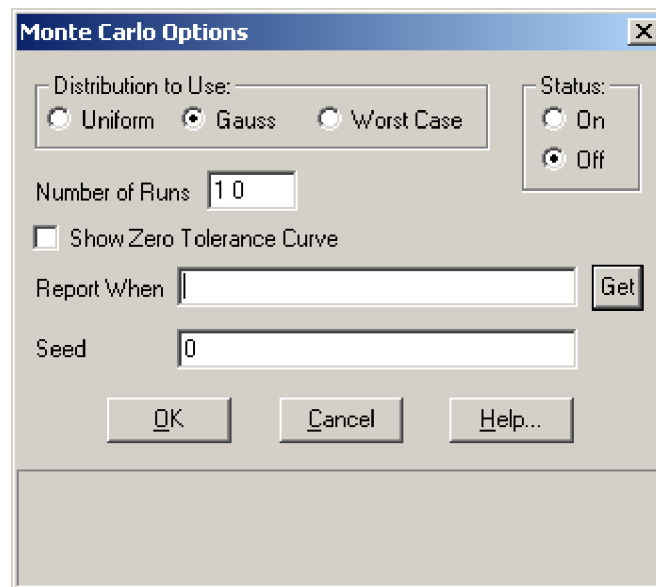 Monte Carlo Options
Distribution to Use:
Uniform Gauss Worst Case
Status:
On
Off
Number of Runs 10
Show Zero Tolerance Curve
Report When Get
Seed 0
OK Cancel Help...